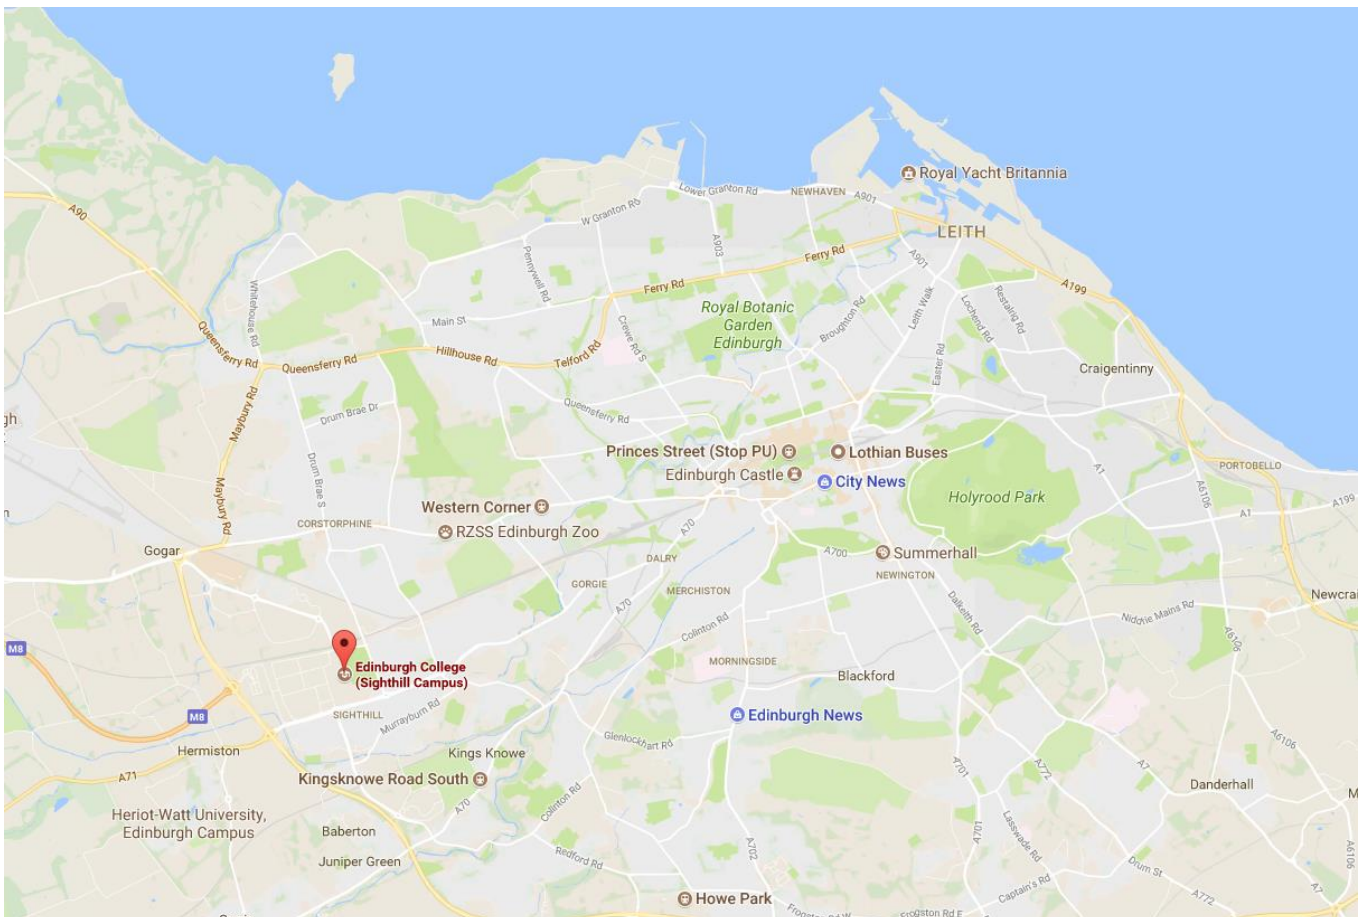 Royal Yacht Britannia
Lower Granton Rd
NEWHAVEN
A901
W Granton Rd
A90
LEITH
A903
Ferry Rd
A901
Pennywell Rd
Ferry Rd
A199
Whitehouse Rd
Restalrig Rd
Leith Walk
Lochend Rd
Royal Botanic
Garden
Edinburgh
Broughton Rd
Main St
Crewe Rd S
Queensferry Rd
Queensferry Rd
Hillhouse Rd
Telford Rd
Easter Rd
Craigentinny
Maybury Rd
Drum Brae Dr
Queensferry Rd
gh
Princes Street (Stop PU)
Lothian Buses
Drum Brae S
Edinburgh Castle
City News
A1
PORTOBELLO
A6106
Holyrood Park
A199
Maybury Rd
Western Corner
A1
CORSTORPHINE
RZSS Edinburgh Zoo
A70
Gogar
A700
Summerhall
DALRY
NEWINGTON
GORGIE
MERCHISTON
Newcra
A70
Dalkeith Rd
Niddrie Mains Rd
Colinton Rd
A6106
M8
Edinburgh College
(Sighthill Campus)
MORNINGSIDE
Blackford
M8
SIGHTHILL
Murrayburn Rd
Edinburgh News
Glenlockhart Rd
Hermiston
Kings Knowe
A6106
A71
Kingsknowe Road South
A701
A772
Danderhall
M
A70
Colinton Rd
Heriot-Watt University,
Edinburgh Campus
Baberton
Juniper Green
A701
Lasswade Rd
A702
Redford Rd
Drum St
A6106
Captain's Rd
A772
Howe Park
Frogston Rd E